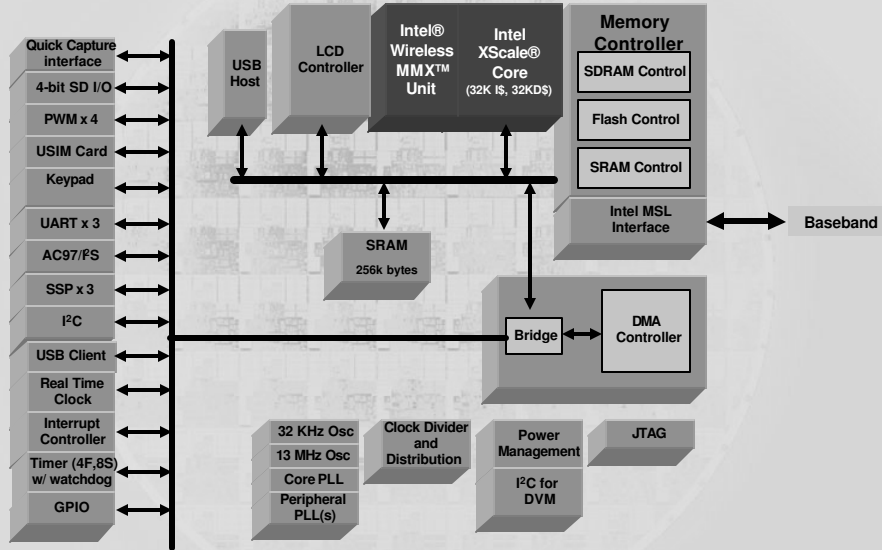 Quick Capture
interface
4-bit SD I/O
PWM x 4
USIM Card
Keypad
UART x 3
AC97/I²S
SSP x 3
I²C
USB Client
Real Time
Clock
Interrupt
Controller
Timer (4F,8S)
w/ watchdog
GPIO
USB
Host
LCD
Controller
Intel®
Wireless
MMX™
Unit
Intel
XScale®
Core
(32K I$, 32KD$)
Memory
Controller
SDRAM Control
Flash Control
SRAM Control
Intel MSL
Interface
Baseband
SRAM
256k bytes
Bridge
DMA
Controller
32 KHz Osc
13 MHz Osc
Core PLL
Peripheral
PLL(s)
Clock Divider
and
Distribution
Power
Management
I²C for
DVM
JTAG